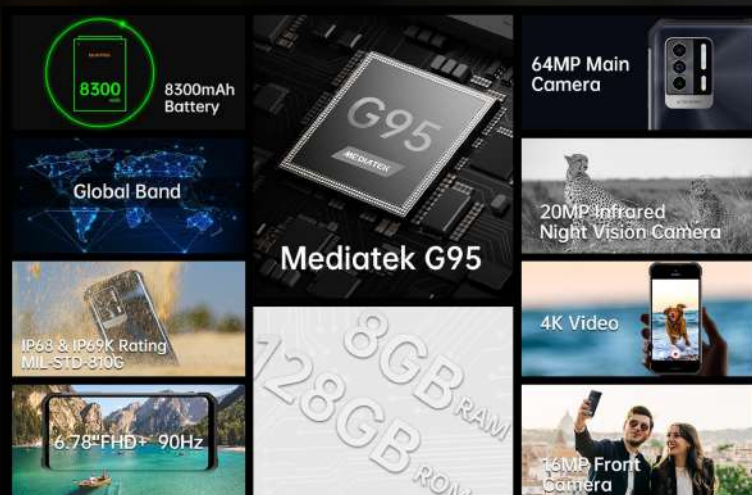 8300
8300mAh
Battery
Global Band
IP68 & IP69K Rating
MIL-STD-810G
6.78"FHD+ 90Hz
G95
MEDIATEK
Mediatek G95
8GB RAM
128GB ROM
64MP Main
Camera
20MP Infrared
Night Vision Camera
4K Video
16MP Front
Camera